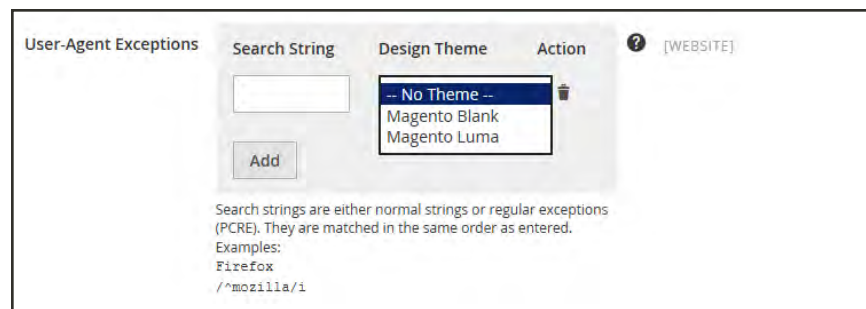 User-Agent Exceptions
Search String Design Theme Action ? [WEBSITE]
-- No Theme --
Magento Blank
Magento Luma
Add
Search strings are either normal strings or regular exceptions
(PCRE). They are matched in the same order as entered.
Examples:
Firefox
/^mozilla/i